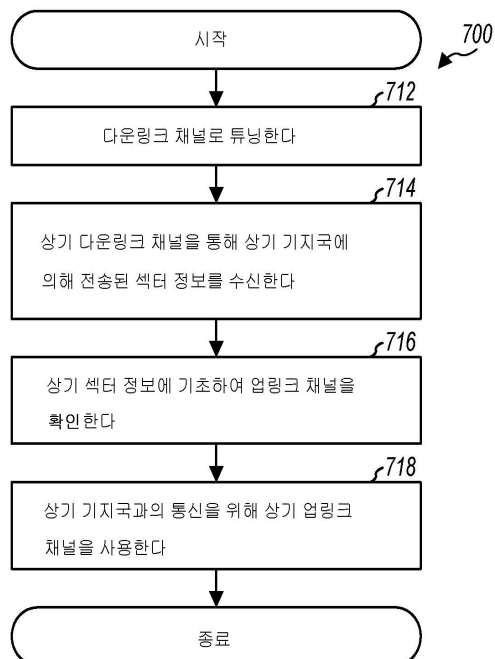 시작
700
712
다운링크 채널로 튜닝한다
714
상기 다운링크 채널을 통해 상기 기지국에
의해 전송된 섹터 정보를 수신한다
716
상기 섹터 정보에 기초하여 업링크 채널을
확인한다
718
상기 기지국과의 통신을 위해 상기 업링크
채널을 사용한다
종료